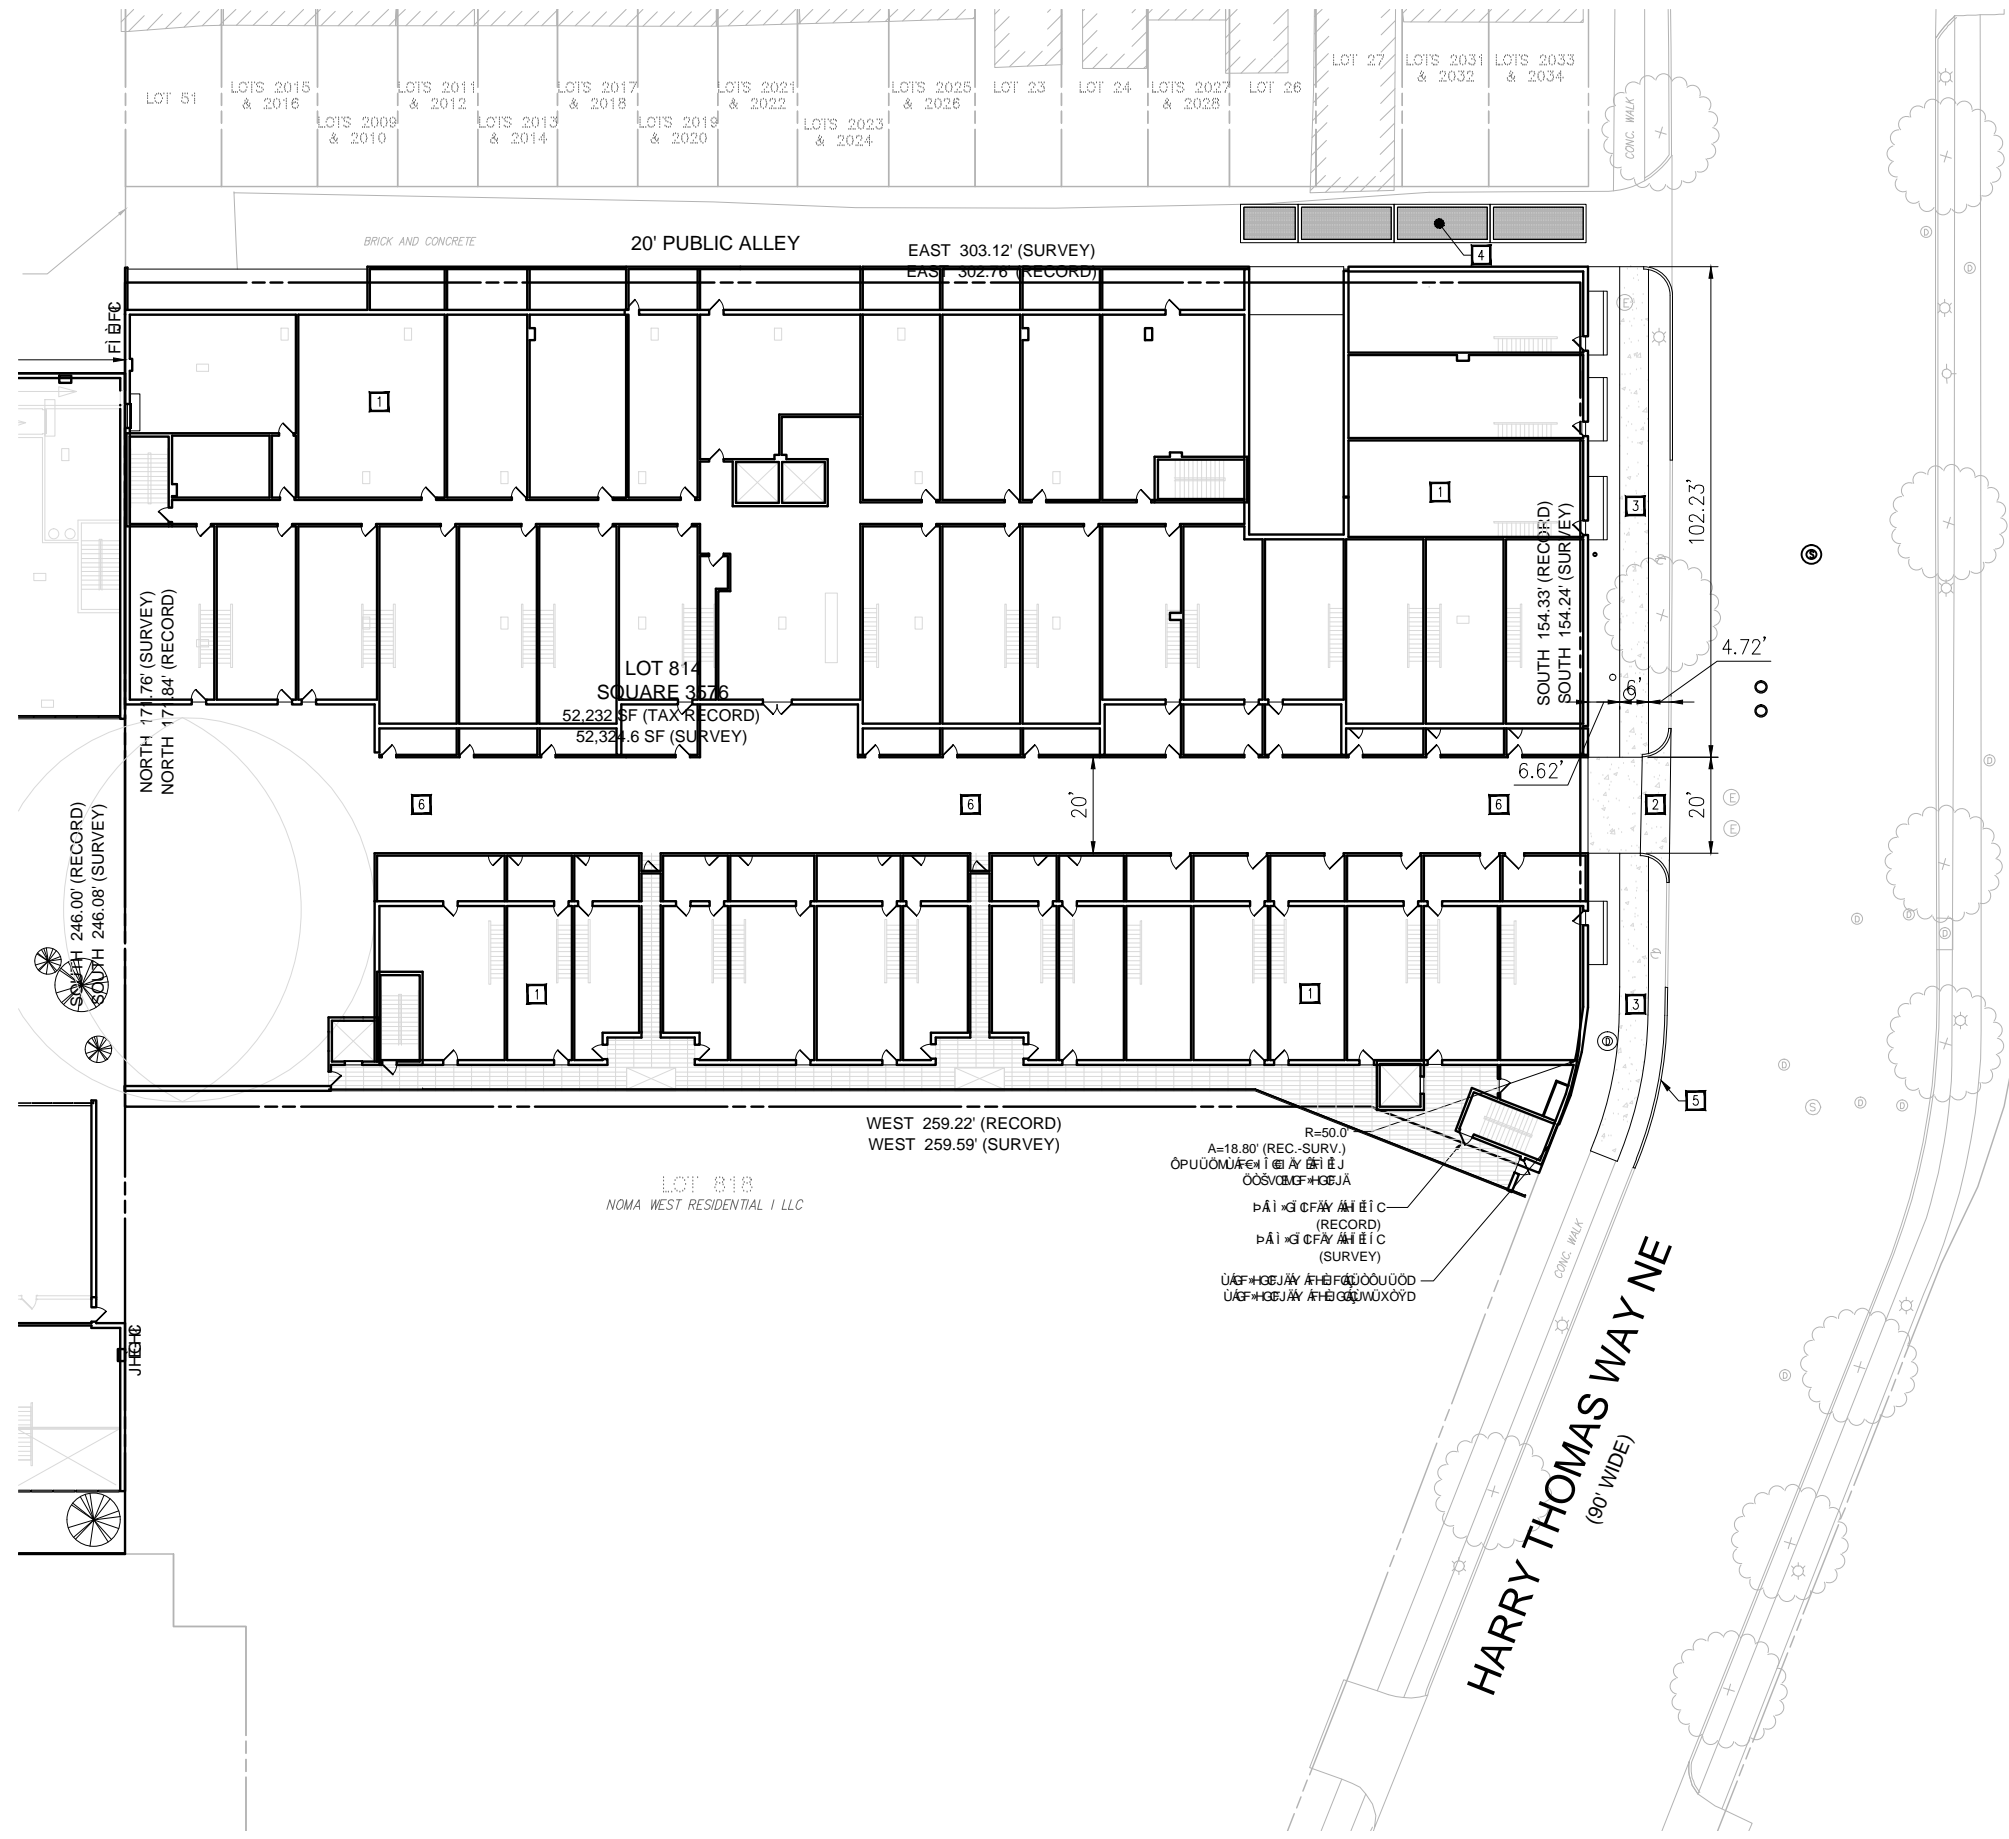 LOT 51
LOTS 2015
& 2016
LOTS 2009
& 2010
LOTS 2011
& 2012
LOTS 2013
& 2014
LOTS 2017
& 2018
LOTS 2019
& 2020
LOTS 2021
& 2022
LOTS 2023
& 2024
LOTS 2025
& 2026
LOT 23
LOT 24
LOTS 2027
& 2028
LOT 26
LOT 27
LOTS 2031
& 2032
LOTS 2033
& 2034
CONC. WALK
BRICK AND CONCRETE
20' PUBLIC ALLEY
EAST 303.12' (SURVEY)
EAST 302.76' (RECORD)
4
1
1
3
102.23'
SOUTH 154.33' (RECORD)
SOUTH 154.24' (SURVEY)
NORTH 171.76' (SURVEY)
NORTH 171.84' (RECORD)
LOT 814
SQUARE 3576
52,232 SF (TAX RECORD)
52,324.6 SF (SURVEY)
4.72'
6'
6.62'
6
6
6
20'
2
20'
SOUTH 246.00' (RECORD)
SOUTH 246.08' (SURVEY)
1
1
3
5
WEST 259.22' (RECORD)
WEST 259.59' (SURVEY)
R=50.0'
A=18.80' (REC.-SURV.)
(RECORD)
(SURVEY)
LOT 818
NOMA WEST RESIDENTIAL I LLC
CONC. WALK
HARRY THOMAS WAY NE
(90' WIDE)